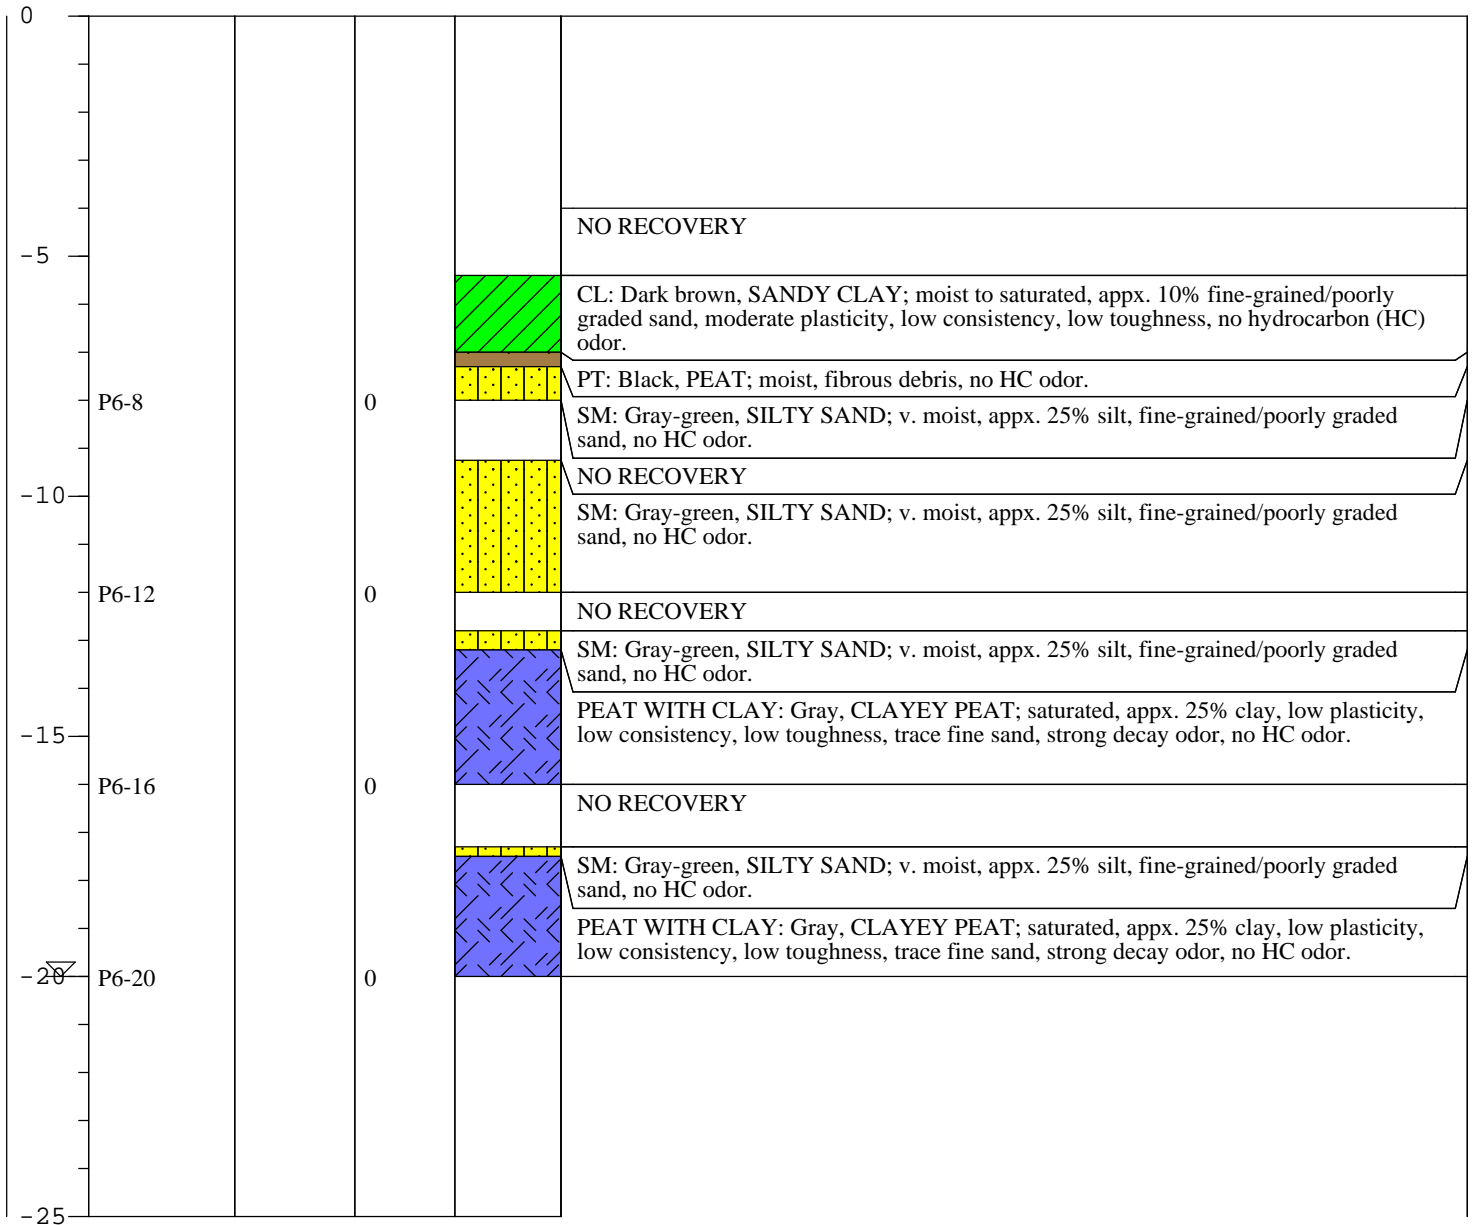 0
NO RECOVERY
-5
CL: Dark brown, SANDY CLAY; moist to saturated, appx. 10% fine-grained/poorly
graded sand, moderate plasticity, low consistency, low toughness, no hydrocarbon (HC)
odor.
PT: Black, PEAT; moist, fibrous debris, no HC odor.
P6-8 0
SM: Gray-green, SILTY SAND; v. moist, appx. 25% silt, fine-grained/poorly graded
sand, no HC odor.
NO RECOVERY
-10
SM: Gray-green, SILTY SAND; v. moist, appx. 25% silt, fine-grained/poorly graded
sand, no HC odor.
P6-12 0
NO RECOVERY
SM: Gray-green, SILTY SAND; v. moist, appx. 25% silt, fine-grained/poorly graded
sand, no HC odor.
PEAT WITH CLAY: Gray, CLAYEY PEAT; saturated, appx. 25% clay, low plasticity,
-15
low consistency, low toughness, trace fine sand, strong decay odor, no HC odor.
P6-16 0
NO RECOVERY
SM: Gray-green, SILTY SAND; v. moist, appx. 25% silt, fine-grained/poorly graded
sand, no HC odor.
PEAT WITH CLAY: Gray, CLAYEY PEAT; saturated, appx. 25% clay, low plasticity,
low consistency, low toughness, trace fine sand, strong decay odor, no HC odor.
-20
P6-20 0
-25